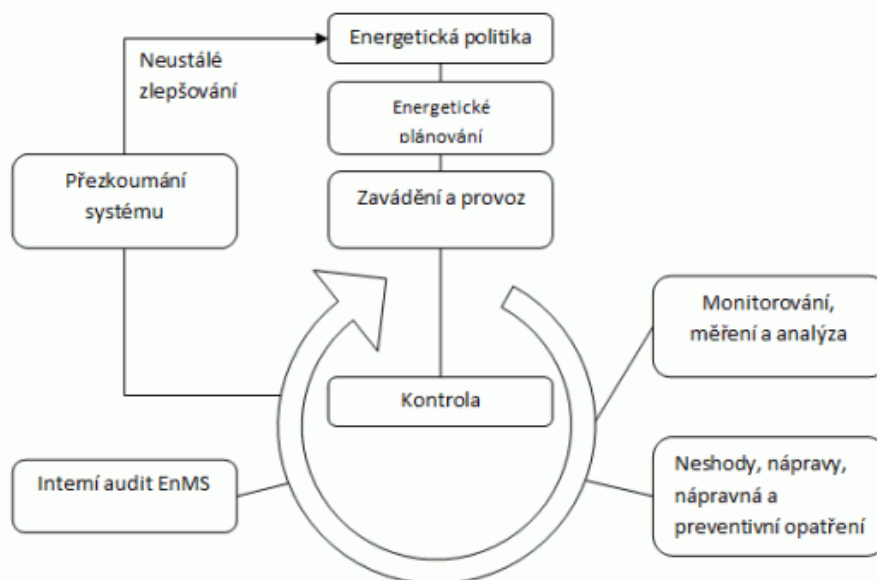 Energetická politika
Neustálé
zlepšování
Energetické
plánování
Přezkoumání
systému
Zavádění a provoz
Monitorování,
měření a analýza
Kontrola
Interní audit EnMS
Neshody, nápravy,
nápravná a
preventivní opatření